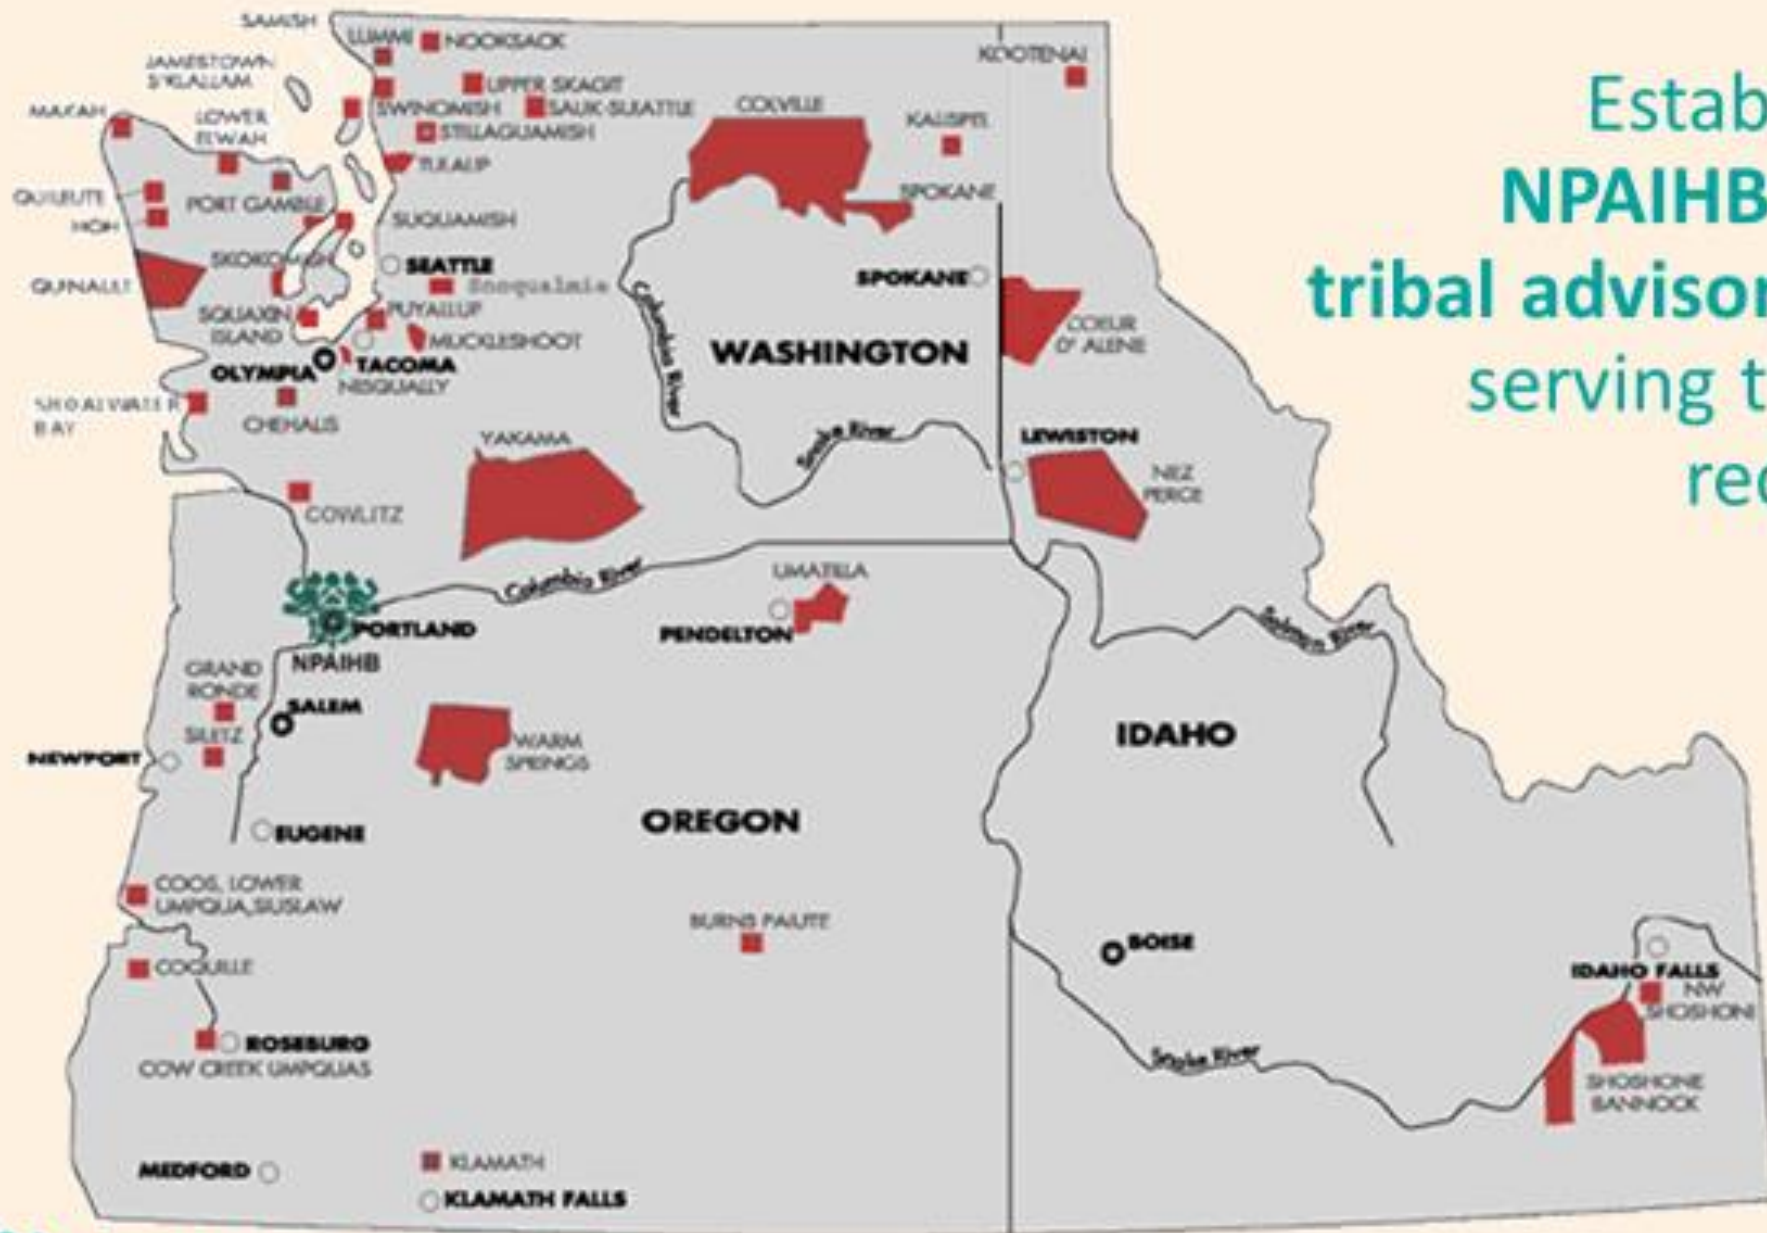 SAMISH
LUMMI
NOOKSACK
KOOTENAI
JAMESTOWN
S'KLALLAM
UPPER SKAGIT
SWINOMISH
SAUK-SUIATTLE
COLVILLE
MAKAH
LOWER
ELWAH
STILLAGUAMISH
KALISPEL
TULALIP
QUILEUTE
PORT GAMBLE
SPOKANE
HOH
SUQUAMISH
SKOKOMISH
SEATTLE
SPOKANE
QUINAULT
Snoqualmie
SQUAXIN
ISLAND
PUYALLUP
MUCKLESHOOT
COEUR
D' ALENE
WASHINGTON
Columbia River
OLYMPIA
TACOMA
NISQUALLY
SHOALWATER
BAY
CHEHALIS
YAKAMA
Snake River
LEWISTON
NEZ
PERCE
COWLITZ
Columbia River
UMATILLA
PORTLAND
PENDELTON
Salmon River
NPAIHB
GRAND
RONDE
SALEM
SILETZ
NEWPORT
WARM
SPRINGS
IDAHO
OREGON
EUGENE
COOS, LOWER
UMPQUA, SIUSLAW
BURNS PAIUTE
BOISE
COQUILLE
IDAHO FALLS
NW
SHOSHONI
ROSEBURG
COW CREEK UMPQUAS
Snake River
SHOSHONE
BANNOCK
MEDFORD
KLAMATH
KLAMATH FALLS
Estab
NPAIHB
tribal advisor
serving t
rec